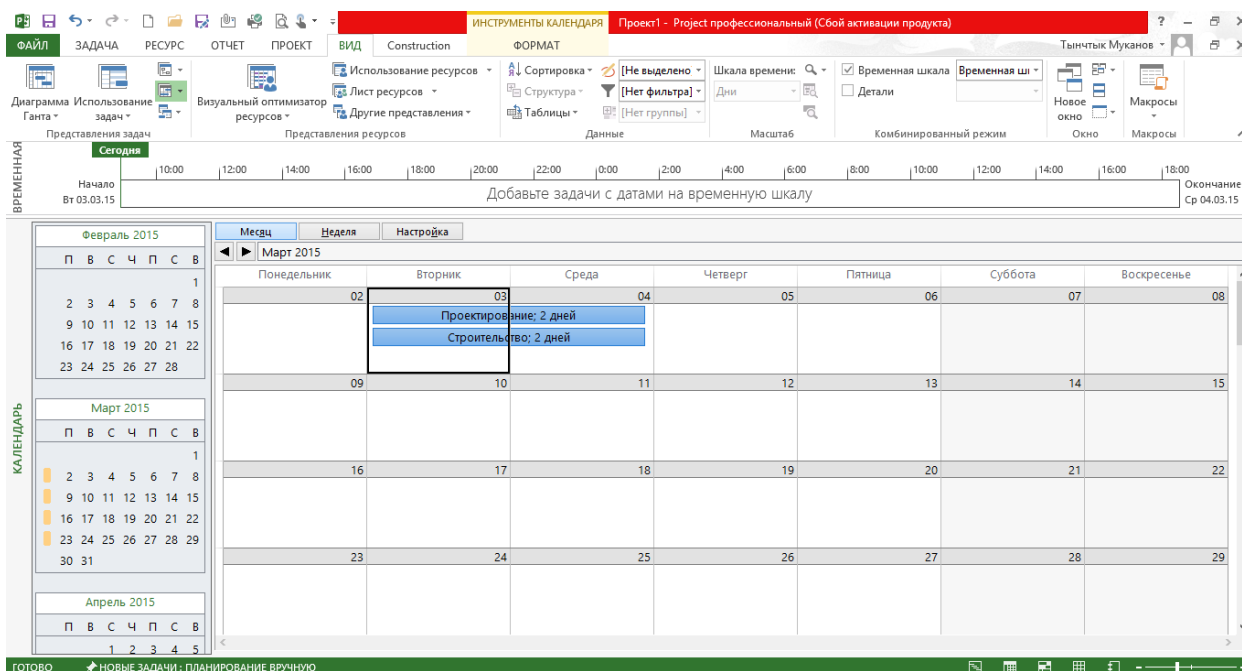 ИНСТРУМЕНТЫ КАЛЕНДАРЯ Проект1 - Project профессиональный (Сбой активации продукта)
ФАЙЛ ЗАДАЧА РЕСУРС ОТЧЕТ ПРОЕКТ ВИД Construction ФОРМАТ Тынчтык Муканов
Диаграмма Ганта
Использование задач
Представления задач
Визуальный оптимизатор ресурсов
Использование ресурсов
Лист ресурсов
Другие представления
Представления ресурсов
Сортировка
Структура
Таблицы
[Не выделено
[Нет фильтра]
[Нет группы]
Данные
Шкала времени:
Дни
Масштаб
Временная шкала
Временная шк
Детали
Комбинированный режим
Новое окно
Окно
Макросы
Макросы
ВРЕМЕННАЯ
Сегодня
10:00 12:00 14:00 16:00 18:00 20:00 22:00 0:00 2:00 4:00 6:00 8:00 10:00 12:00 14:00 16:00 18:00
Начало
Вт 03.03.15
Добавьте задачи с датами на временную шкалу
Окончание
Ср 04.03.15
КАЛЕНДАРЬ
Февраль 2015
П В С Ч П С В
1
2 3 4 5 6 7 8
9 10 11 12 13 14 15
16 17 18 19 20 21 22
23 24 25 26 27 28
Март 2015
П В С Ч П С В
1
2 3 4 5 6 7 8
9 10 11 12 13 14 15
16 17 18 19 20 21 22
23 24 25 26 27 28 29
30 31
Апрель 2015
П В С Ч П С В
1 2 3 4 5
Месяц Неделя Настройка
Март 2015
Понедельник Вторник Среда Четверг Пятница Суббота Воскресенье
02 03 04 05 06 07 08
Проектирование; 2 дней
Строительство; 2 дней
09 10 11 12 13 14 15
16 17 18 19 20 21 22
23 24 25 26 27 28 29
ГОТОВО НОВЫЕ ЗАДАЧИ : ПЛАНИРОВАНИЕ ВРУЧНУЮ